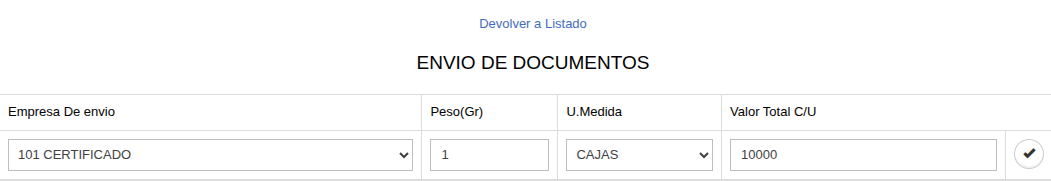 Devolver a Listado
ENVIO DE DOCUMENTOS
Empresa De envio Peso(Gr) U.Medida Valor Total C/U
101 CERTIFICADO 1 CAJAS 10000